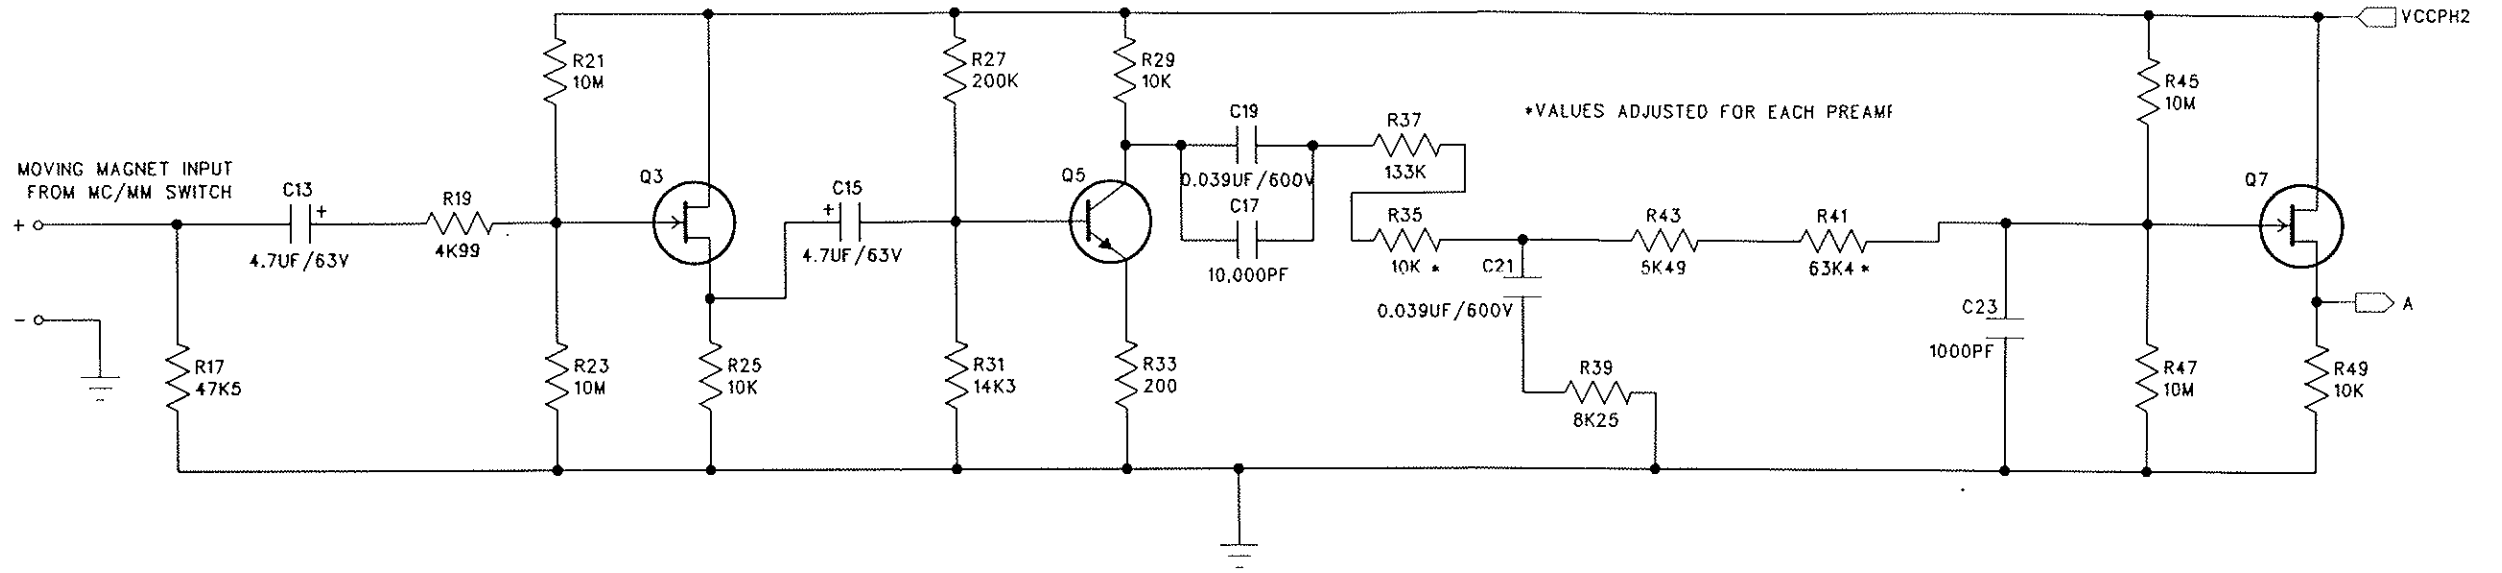 VCCPH2
R21
10M
R27
200K
R29
10K
R45
10M
*VALUES ADJUSTED FOR EACH PREAMP
C19
0.039UF/600V
R37
133K
MOVING MAGNET INPUT
FROM MC/MM SWITCH
+
C13
+
4.7UF/63V
R19
4K99
Q3
C15
+
4.7UF/63V
Q5
C17
10,000PF
R35
10K *
C21
0.039UF/600V
R43
5K49
R41
63K4 *
Q7
A
C23
1000PF
-
R17
47K5
R23
10M
R25
10K
R31
14K3
R33
200
R39
8K25
R47
10M
R49
10K